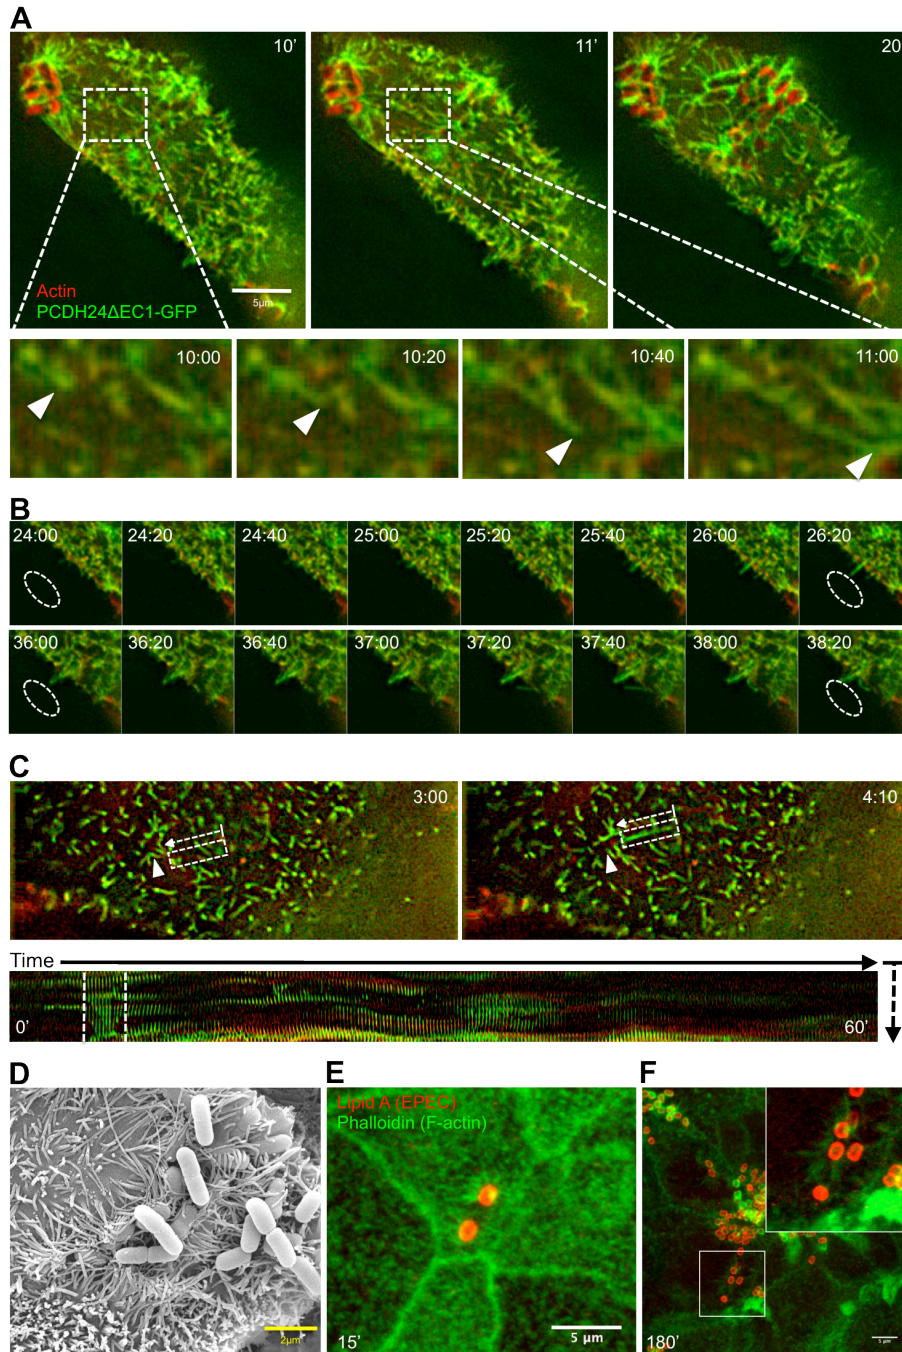 A
10’
11’
20
Actin
PCDH24ΔEC1-GFP
5μm
10:00
10:20
10:40
11:00
B
24:00
24:20
24:40
25:00
25:20
25:40
26:00
26:20
36:00
36:20
36:40
37:00
37:20
37:40
38:00
38:20
C
3:00
4:10
Time
0’
60’
D
E
F
2μm
Lipid A (EPEC)
Phalloidin (F-actin)
15’
5 μm
180’
5 μm